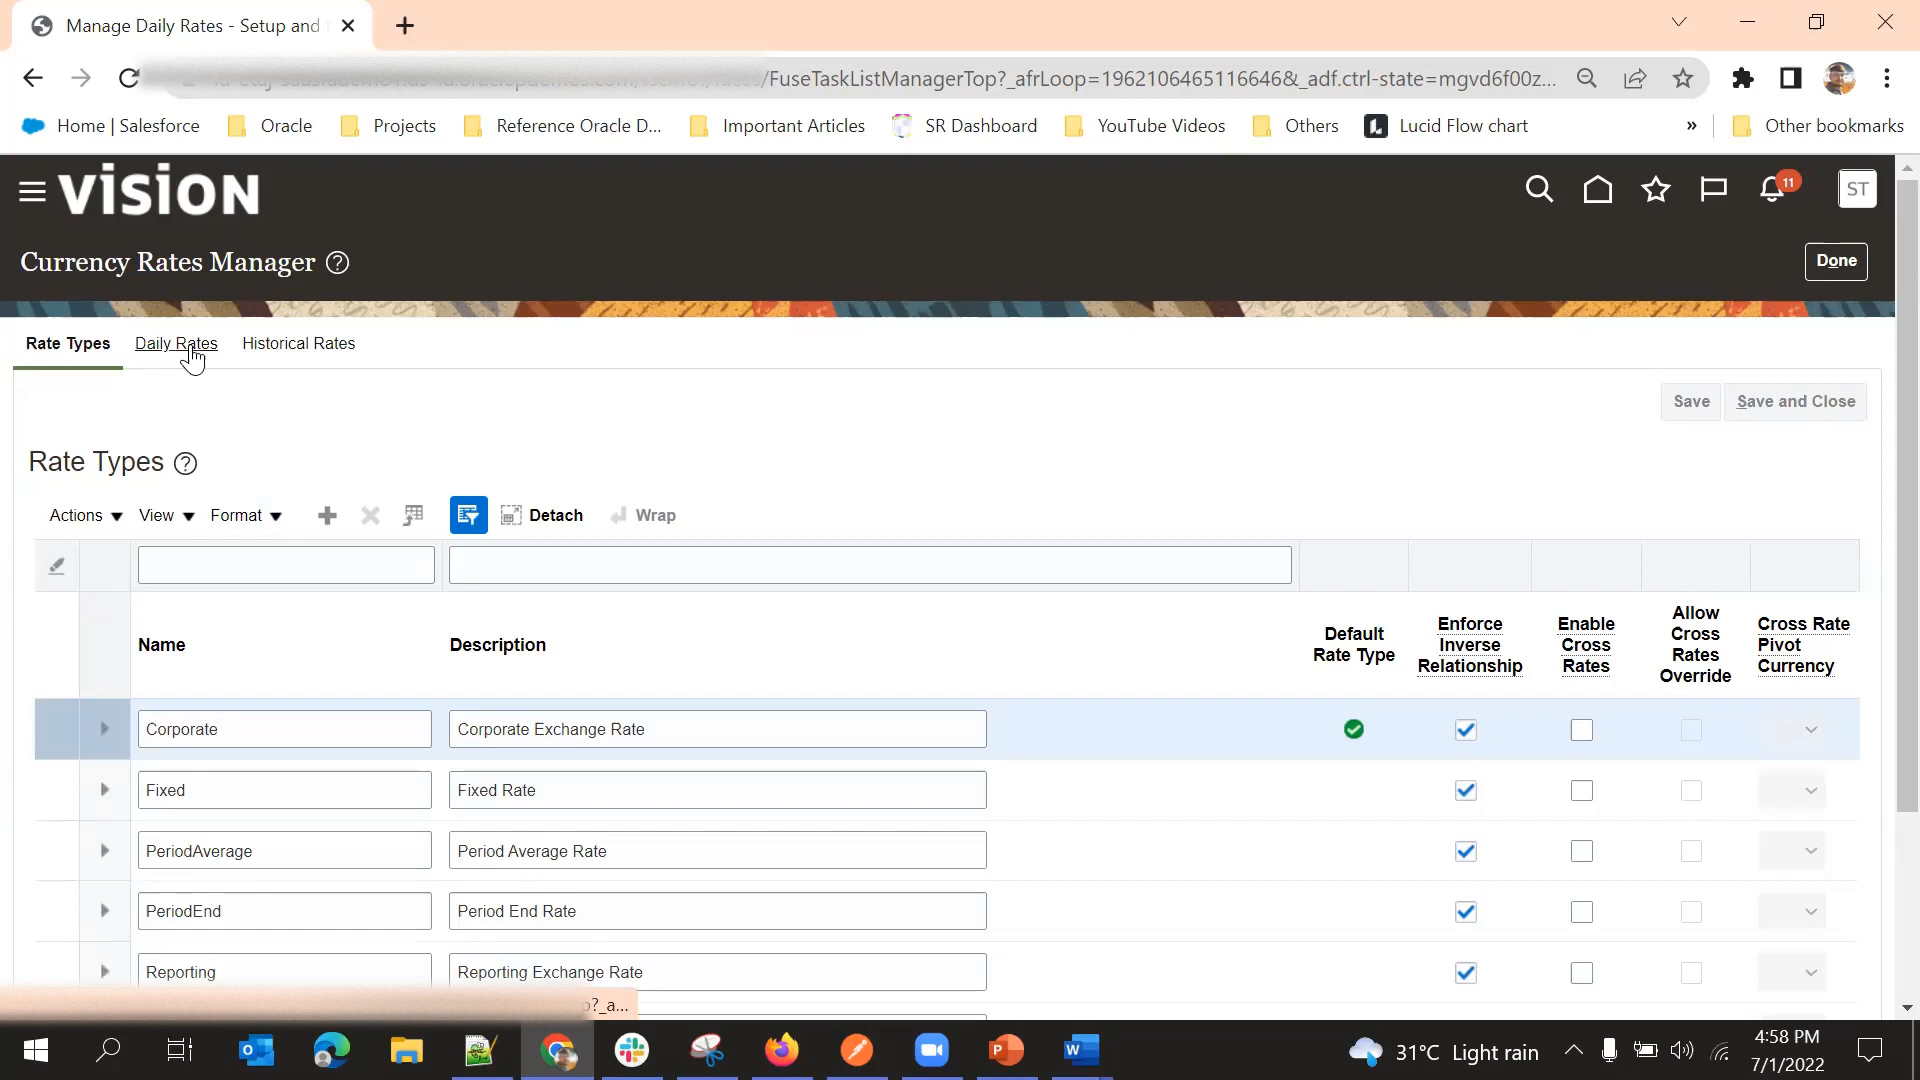 Manage Daily Rates - Setup and
/FuseTaskListManagerTop?_afrLoop=19621064651166466&_adf.ctrl-state=mgvd6f00z...
Home | Salesforce
Oracle
Projects
Reference Oracle D...
Important Articles
SR Dashboard
YouTube Videos
Others
Lucid Flow chart
»
Other bookmarks
VISION
11
ST
Currency Rates Manager
Done
Rate Types
Daily Rates
Historical Rates
Save
Save and Close
Rate Types
Actions
View
Format
Detach
Wrap
Name
Description
Default
Rate Type
Enforce
Inverse
Relationship
Enable
Cross
Rates
Allow
Cross
Rates
Override
Cross Rate
Pivot
Currency
Corporate
Corporate Exchange Rate
Fixed
Fixed Rate
PeriodAverage
Period Average Rate
PeriodEnd
Period End Rate
Reporting
Reporting Exchange Rate
?_a...
31°C Light rain
4:58 PM
7/1/2022